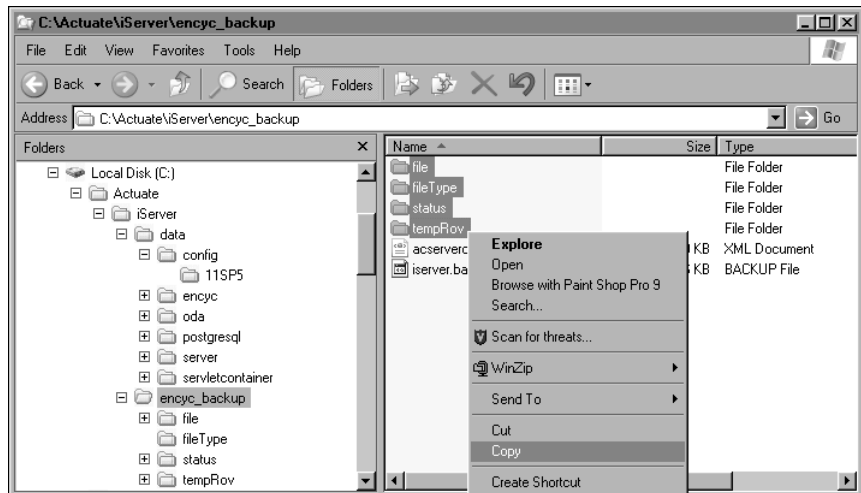 C:\Actuate\iServer\encyc_backup
File Edit View Favorites Tools Help
Back Search Folders
Address C:\Actuate\iServer\encyc_backup Go
Folders x
Local Disk (C:)
Actuate
iServer
data
config
11SP5
encyc
oda
postgresql
server
servletcontainer
encyc_backup
file
fileType
status
tempRov
Name Size Type
file File Folder
fileType File Folder
status File Folder
tempRov File Folder
acserverc KB XML Document
iserver.ba KB BACKUP File
Explore
Open
Browse with Paint Shop Pro 9
Search...
Scan for threats...
WinZip
Send To
Cut
Copy
Create Shortcut